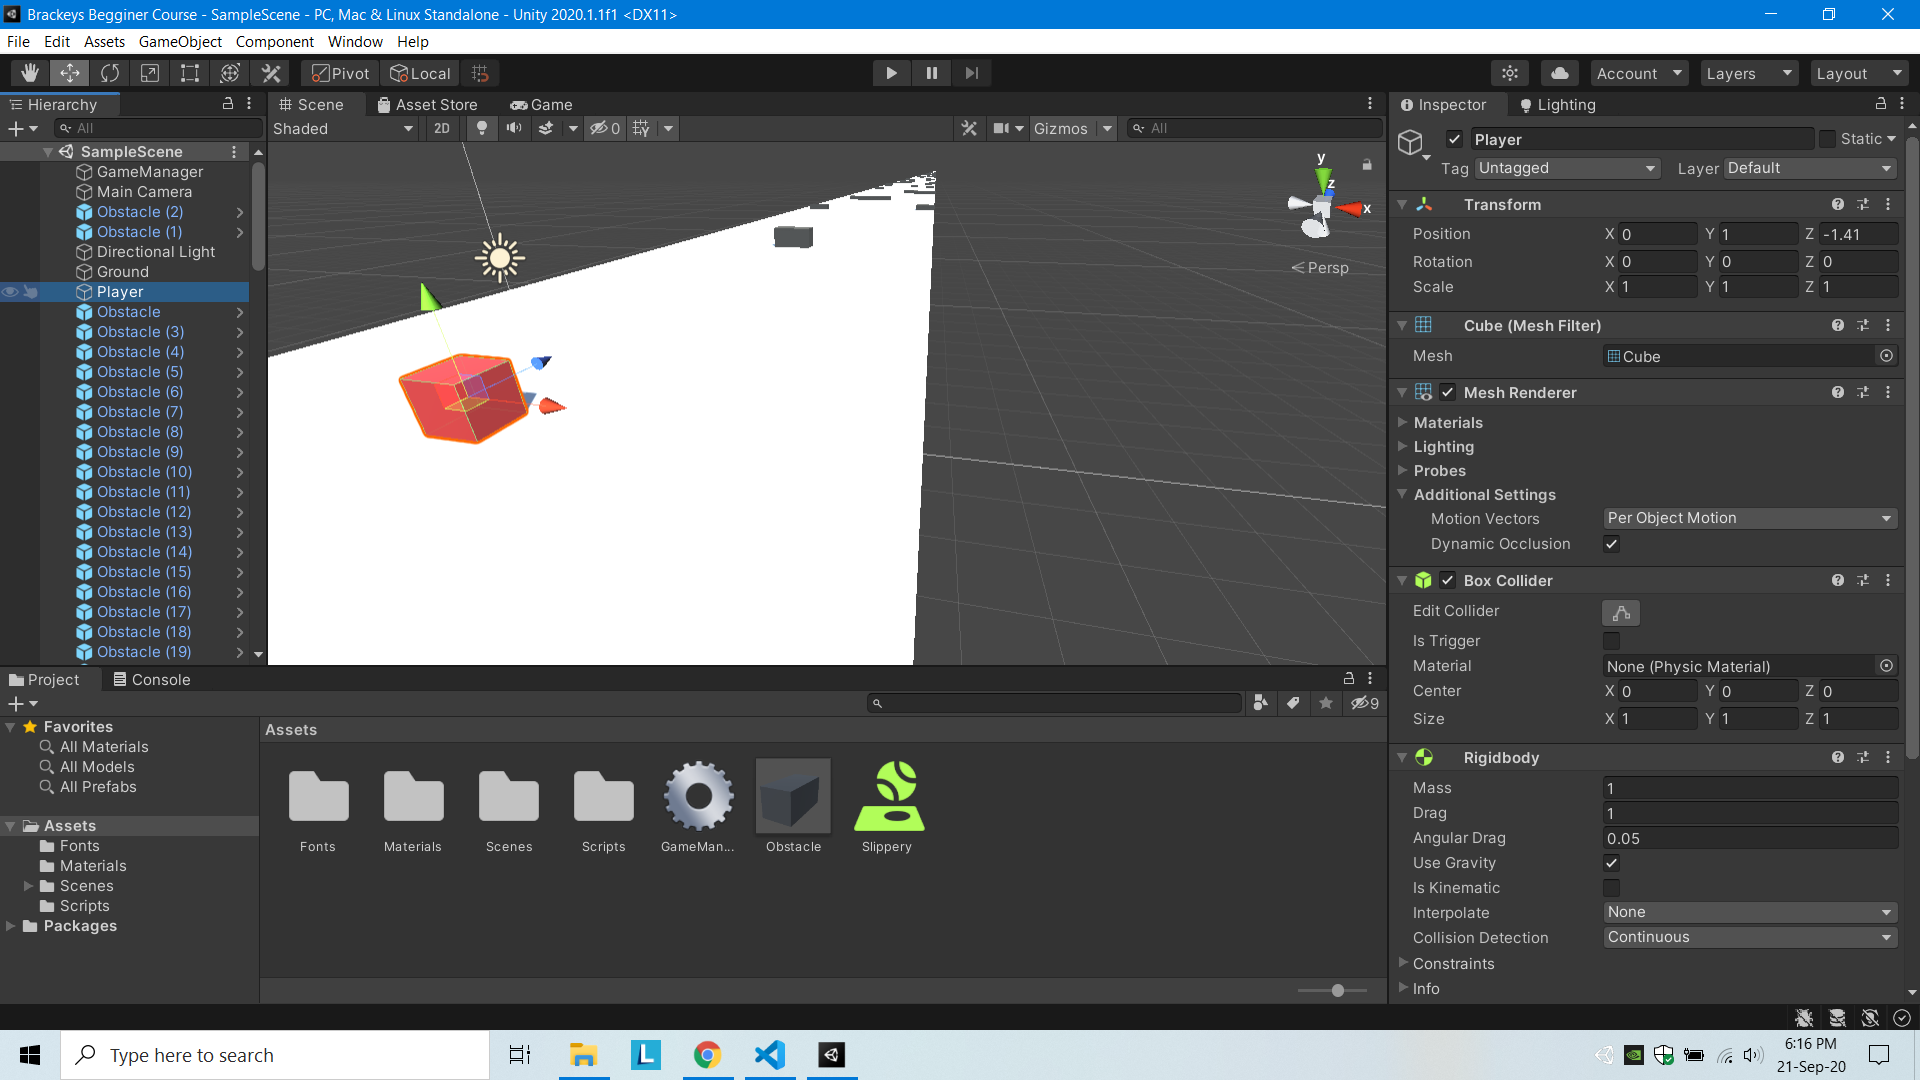 Brackeys Begginer Course - SampleScene - PC, Mac & Linux Standalone - Unity 2020.1.1f1 <DX11>
File Edit Assets GameObject Component Window Help
Pivot Local Account Layers Layout
Hierarchy
All
SampleScene
GameManager
Main Camera
Obstacle (2)
Obstacle (1)
Directional Light
Ground
Player
Obstacle
Obstacle (3)
Obstacle (4)
Obstacle (5)
Obstacle (6)
Obstacle (7)
Obstacle (8)
Obstacle (9)
Obstacle (10)
Obstacle (11)
Obstacle (12)
Obstacle (13)
Obstacle (14)
Obstacle (15)
Obstacle (16)
Obstacle (17)
Obstacle (18)
Obstacle (19)
Scene Asset Store Game
Shaded 2D 0 Gizmos All
y
z
x
Persp
Inspector Lighting
Player Static
Tag Untagged Layer Default
Transform
Position X 0 Y 1 Z -1.41
Rotation X 0 Y 0 Z 0
Scale X 1 Y 1 Z 1
Cube (Mesh Filter)
Mesh Cube
Mesh Renderer
Materials
Lighting
Probes
Additional Settings
Motion Vectors Per Object Motion
Dynamic Occlusion
Box Collider
Edit Collider
Is Trigger
Material None (Physic Material)
Center X 0 Y 0 Z 0
Size X 1 Y 1 Z 1
Rigidbody
Mass 1
Drag 1
Angular Drag 0.05
Use Gravity
Is Kinematic
Interpolate None
Collision Detection Continuous
Constraints
Info
Project Console
9
Favorites
All Materials
All Models
All Prefabs
Assets
Fonts
Materials
Scenes
Scripts
Packages
Assets
Fonts Materials Scenes Scripts GameMan... Obstacle Slippery
Type here to search
L
6:16 PM
21-Sep-20